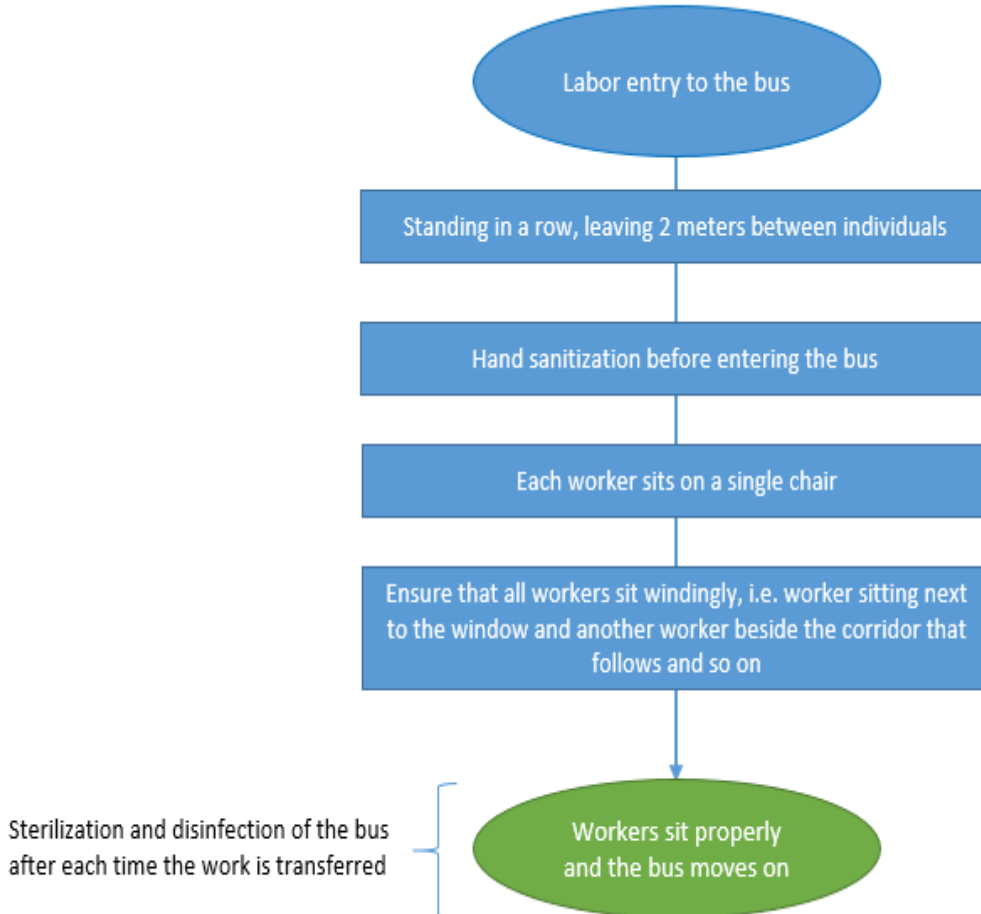 Labor entry to the bus
Standing in a row, leaving 2 meters between individuals
Hand sanitization before entering the bus
Each worker sits on a single chair
Ensure that all workers sit windingly, i.e. worker sitting next
to the window and another worker beside the corridor that
follows and so on
Workers sit properly
and the bus moves on
Sterilization and disinfection of the bus
after each time the work is transferred